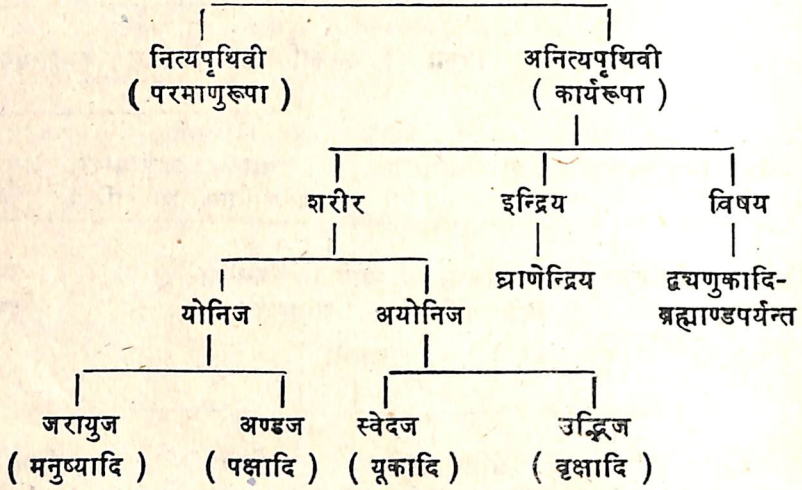 नित्यपृथिवी अनित्यपृथिवी
( परमाणुरूपा ) ( कार्यरूपा )
शरीर इन्द्रिय विषय
घ्राणेन्द्रिय द्व्यणुकादि-
योनिज अयोनिज ब्रह्माण्डपर्यन्त
जरायुज अण्डज स्वेदज उद्भिज
( मनुष्यादि ) ( पक्षादि ) ( यूकादि ) ( वृक्षादि )